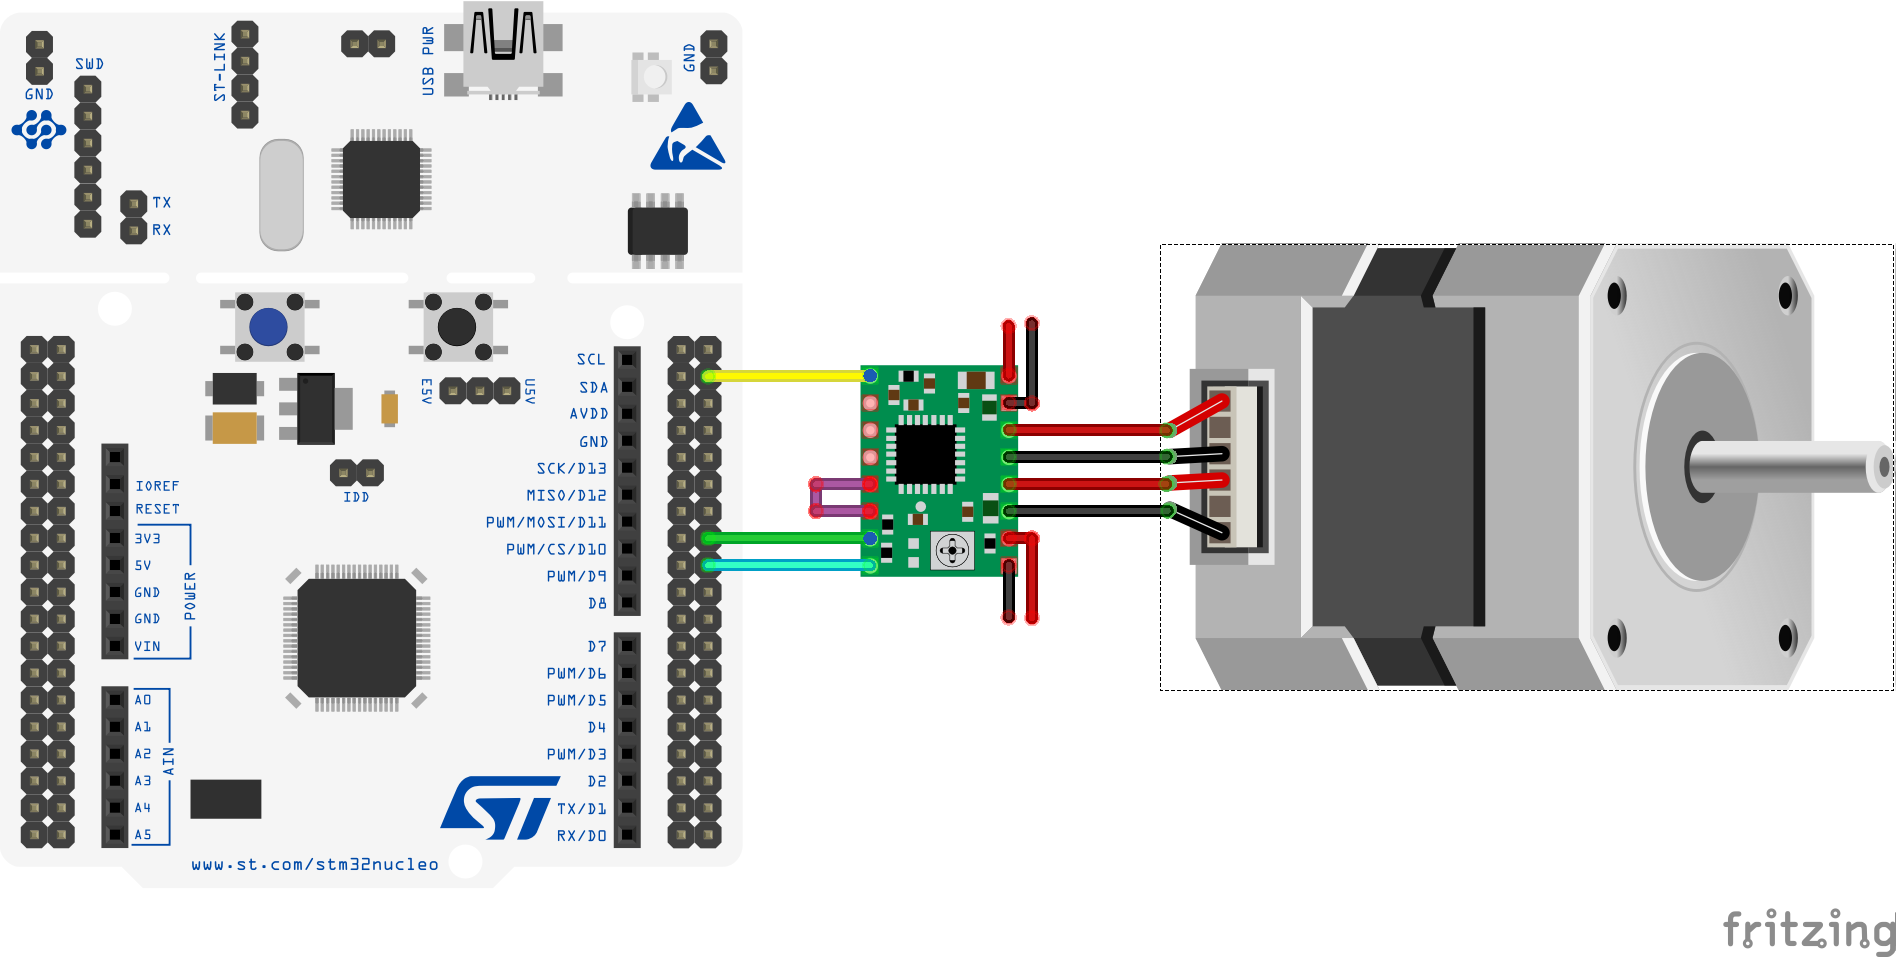 SWD
GND
ST-LINK
USB PWR
GND
TX
RX
E5V
U5V
IDD
IOREF
RESET
3V3
5V
GND
GND
VIN
POWER
A0
A1
A2
A3
A4
A5
AIN
SCL
SDA
AVDD
GND
SCK/D13
MISO/D12
PWM/MOSI/D11
PWM/CS/D10
PWM/D9
D8
D7
PWM/D6
PWM/D5
D4
PWM/D3
D2
TX/D1
RX/D0
ST
www.st.com/stm32nucleo
fritzing